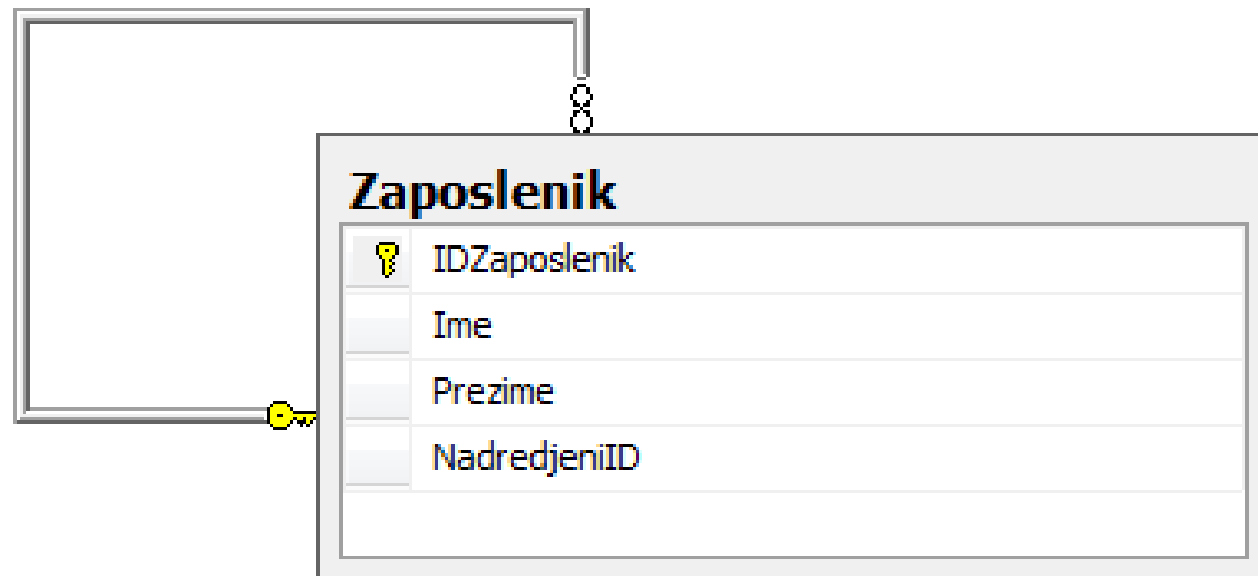 Zaposlenik
IDZaposlenik
Ime
Prezime
NadredjeniID